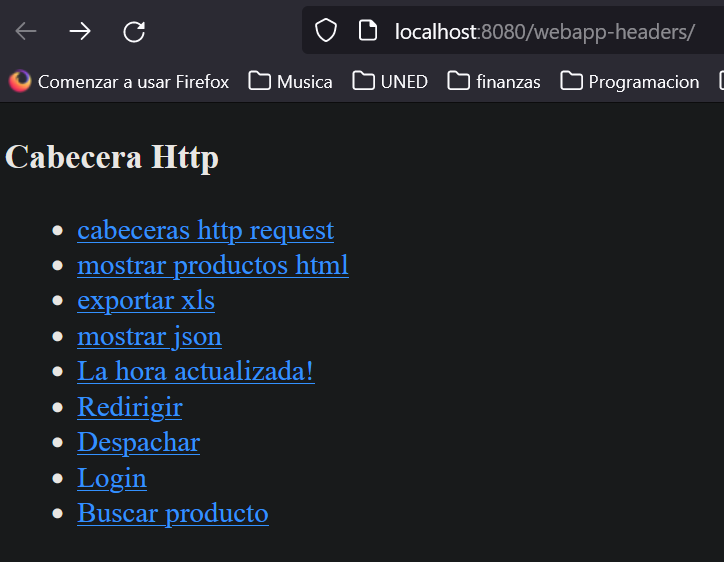 localhost:8080/webapp-headers/
Comenzar a usar Firefox Musica UNED finanzas Programacion
Cabecera Http
cabeceras http request
mostrar productos html
exportar xls
mostrar json
La hora actualizada!
Redirigir
Despachar
Login
Buscar producto